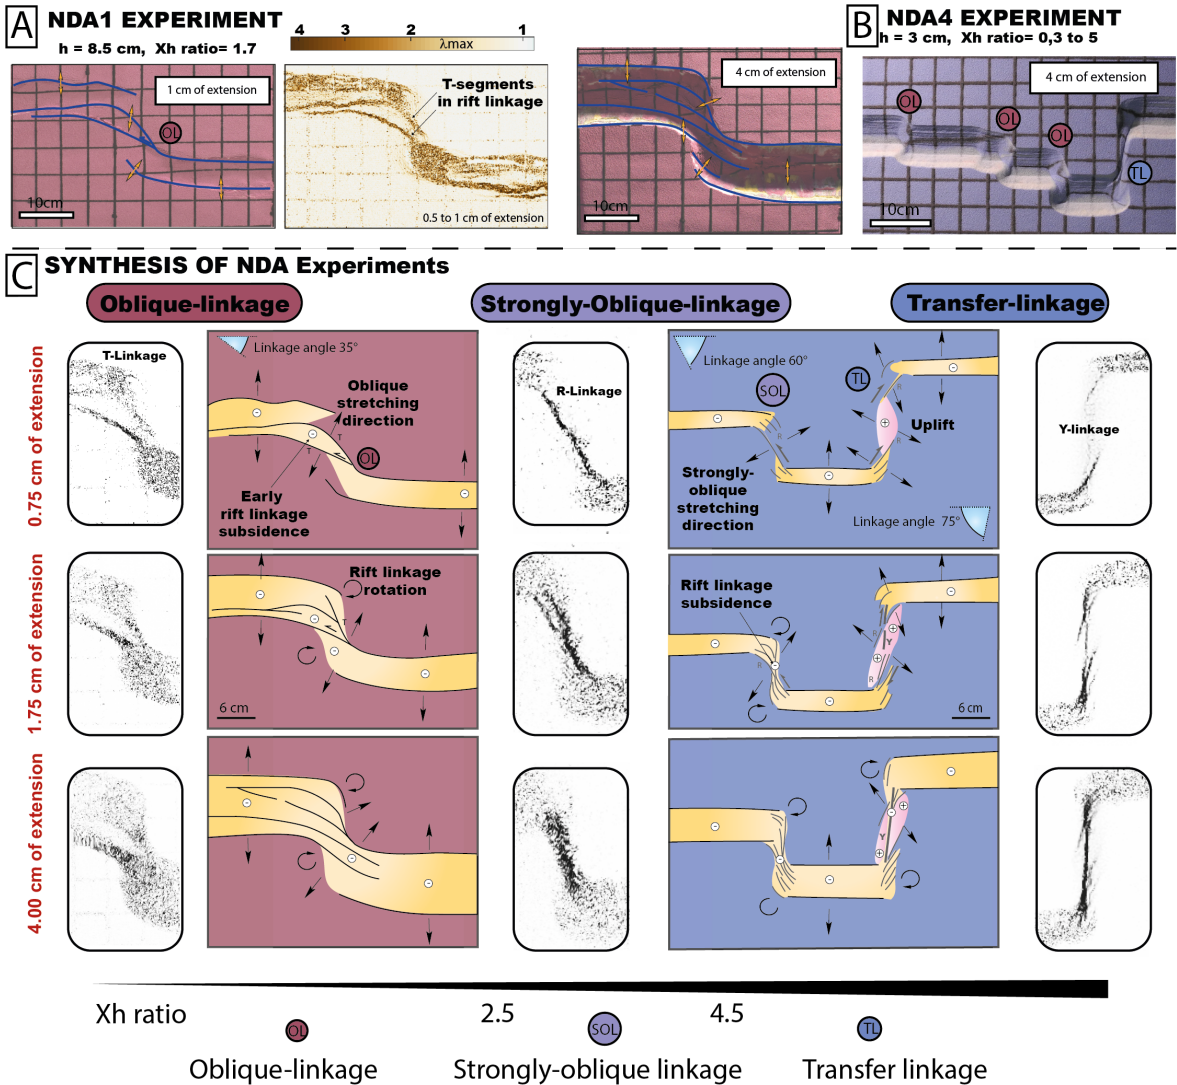 A
NDA1 EXPERIMENT
h = 8.5 cm, Xh ratio= 1.7
4 3 2 1
λmax
1 cm of extension
OL
10cm
T-segments
in rift linkage
0.5 to 1 cm of extension
4 cm of extension
10cm
B
NDA4 EXPERIMENT
h = 3 cm, Xh ratio= 0,3 to 5
4 cm of extension
OL
OL
OL
TL
10cm
C
SYNTHESIS OF NDA Experiments
Oblique-linkage
Strongly-Oblique-linkage
Transfer-linkage
0.75 cm of extension
T-Linkage
Linkage angle 35°
Oblique
stretching
direction
T
T
OL
Early
rift linkage
subsidence
R-Linkage
Linkage angle 60°
SOL
TL
R
Uplift
R
R
Strongly-
oblique
stretching
direction
Linkage angle 75°
Y-linkage
1.75 cm of extension
Rift linkage
rotation
T
6 cm
Rift linkage
subsidence
R
Y
R
R
6 cm
4.00 cm of extension
Y
Xh ratio
2.5
4.5
OL
SOL
TL
Oblique-linkage
Strongly-oblique linkage
Transfer linkage